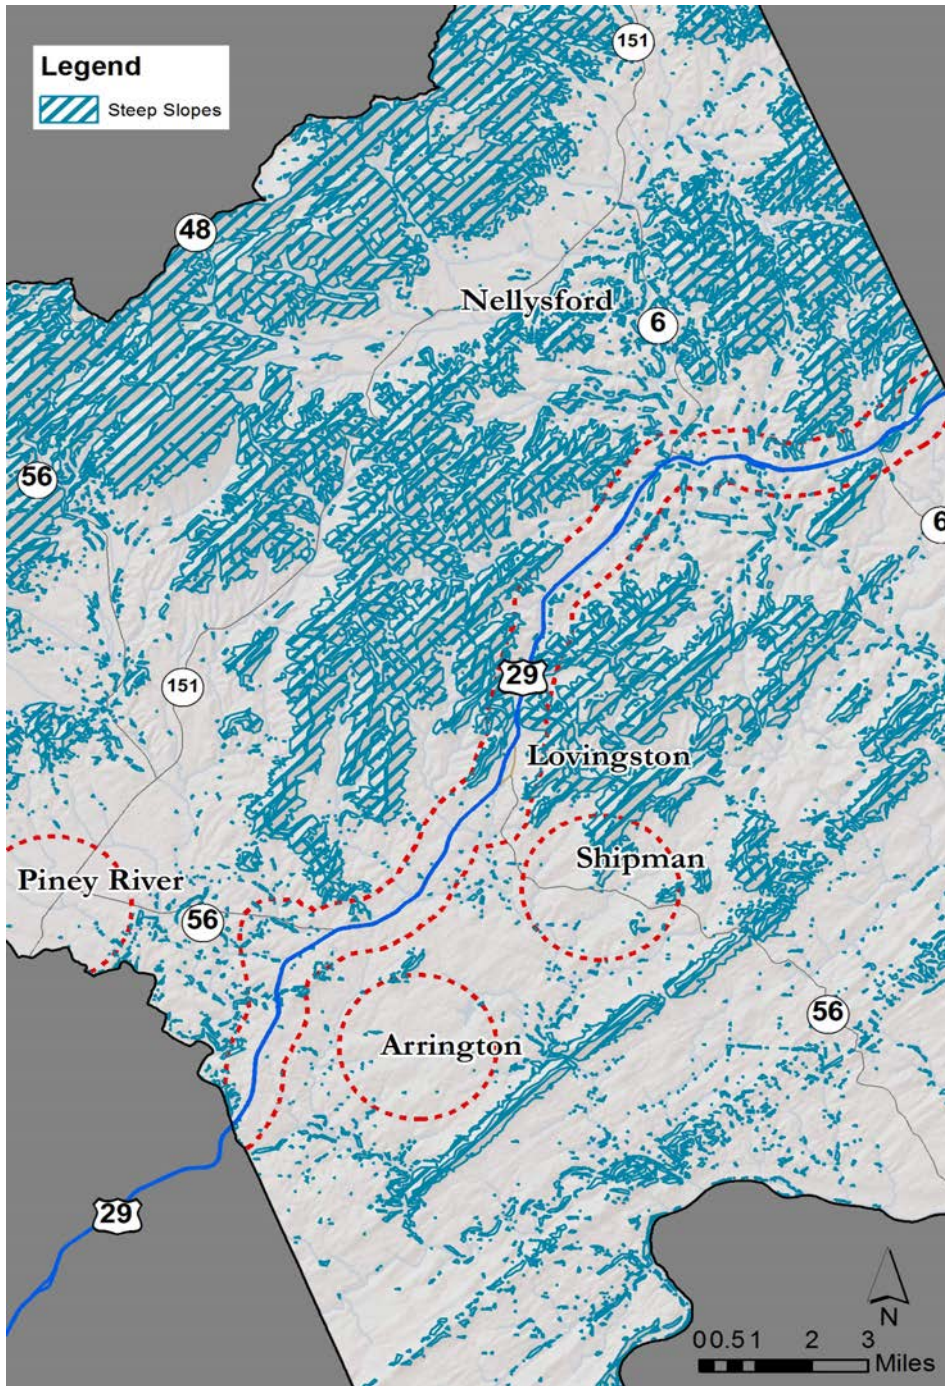 151
Legend
Steep Slopes
48
Nellysford
6
56
6
29
151
Lovingston
Shipman
Piney River
56
56
Arrington
29
N
0 0.5 1 2 3
Miles